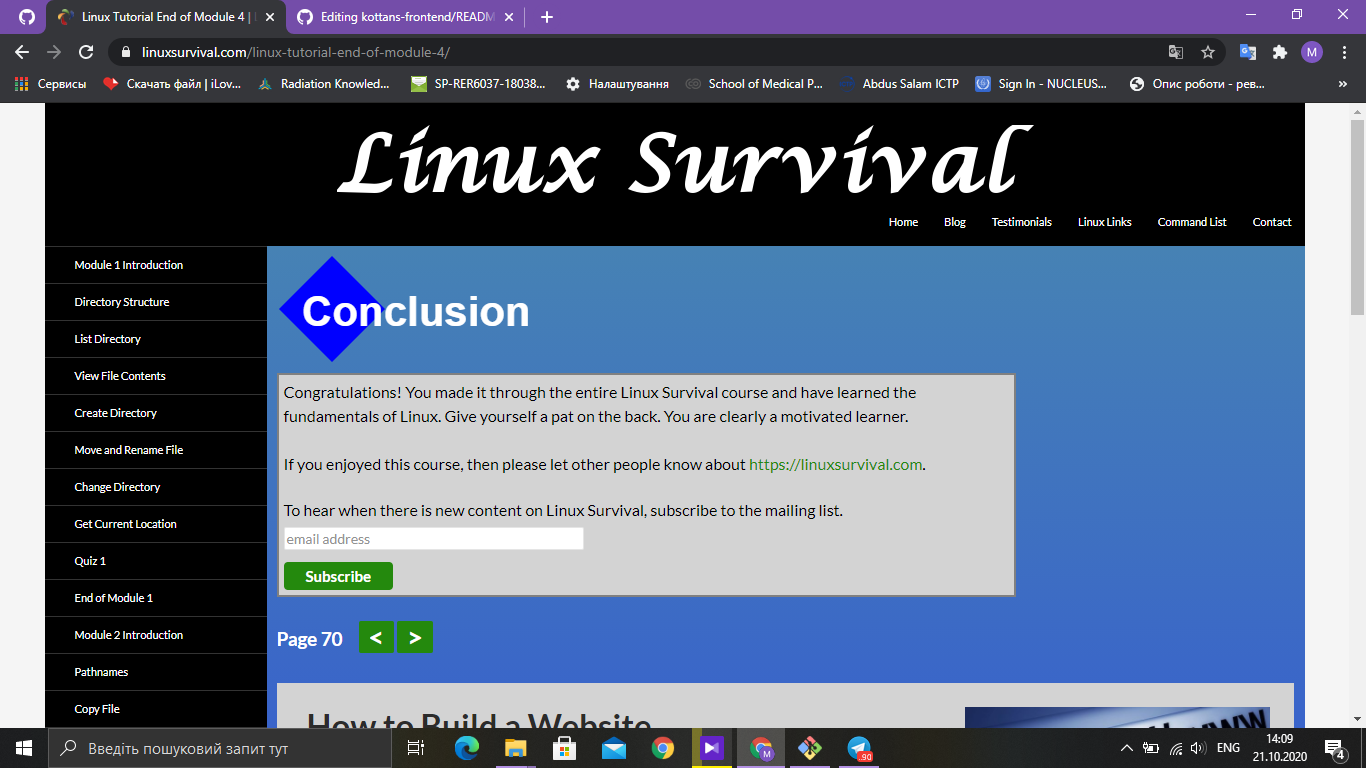 Linux Tutorial End of Module 4 |
Editing kottans-frontend/READM
linuxsurvival.com/linux-tutorial-end-of-module-4/
M
Сервисы
Скачать файл | iLov...
Radiation Knowled...
SP-RER6037-18038...
Налаштування
School of Medical P...
Abdus Salam ICTP
Sign In - NUCLEUS...
Опис роботи - рев...
»
Linux Survival
Home
Blog
Testimonials
Linux Links
Command List
Contact
Module 1 Introduction
Directory Structure
List Directory
View File Contents
Create Directory
Move and Rename File
Change Directory
Get Current Location
Quiz 1
End of Module 1
Module 2 Introduction
Pathnames
Copy File
Conclusion
Congratulations! You made it through the entire Linux Survival course and have learned the
fundamentals of Linux. Give yourself a pat on the back. You are clearly a motivated learner.
If you enjoyed this course, then please let other people know about https://linuxsurvival.com.
To hear when there is new content on Linux Survival, subscribe to the mailing list.
email address
Subscribe
Page 70
<
>
How to Build a Website
Введіть пошуковий запит тут
M
90
ENG
14:09
21.10.2020
4